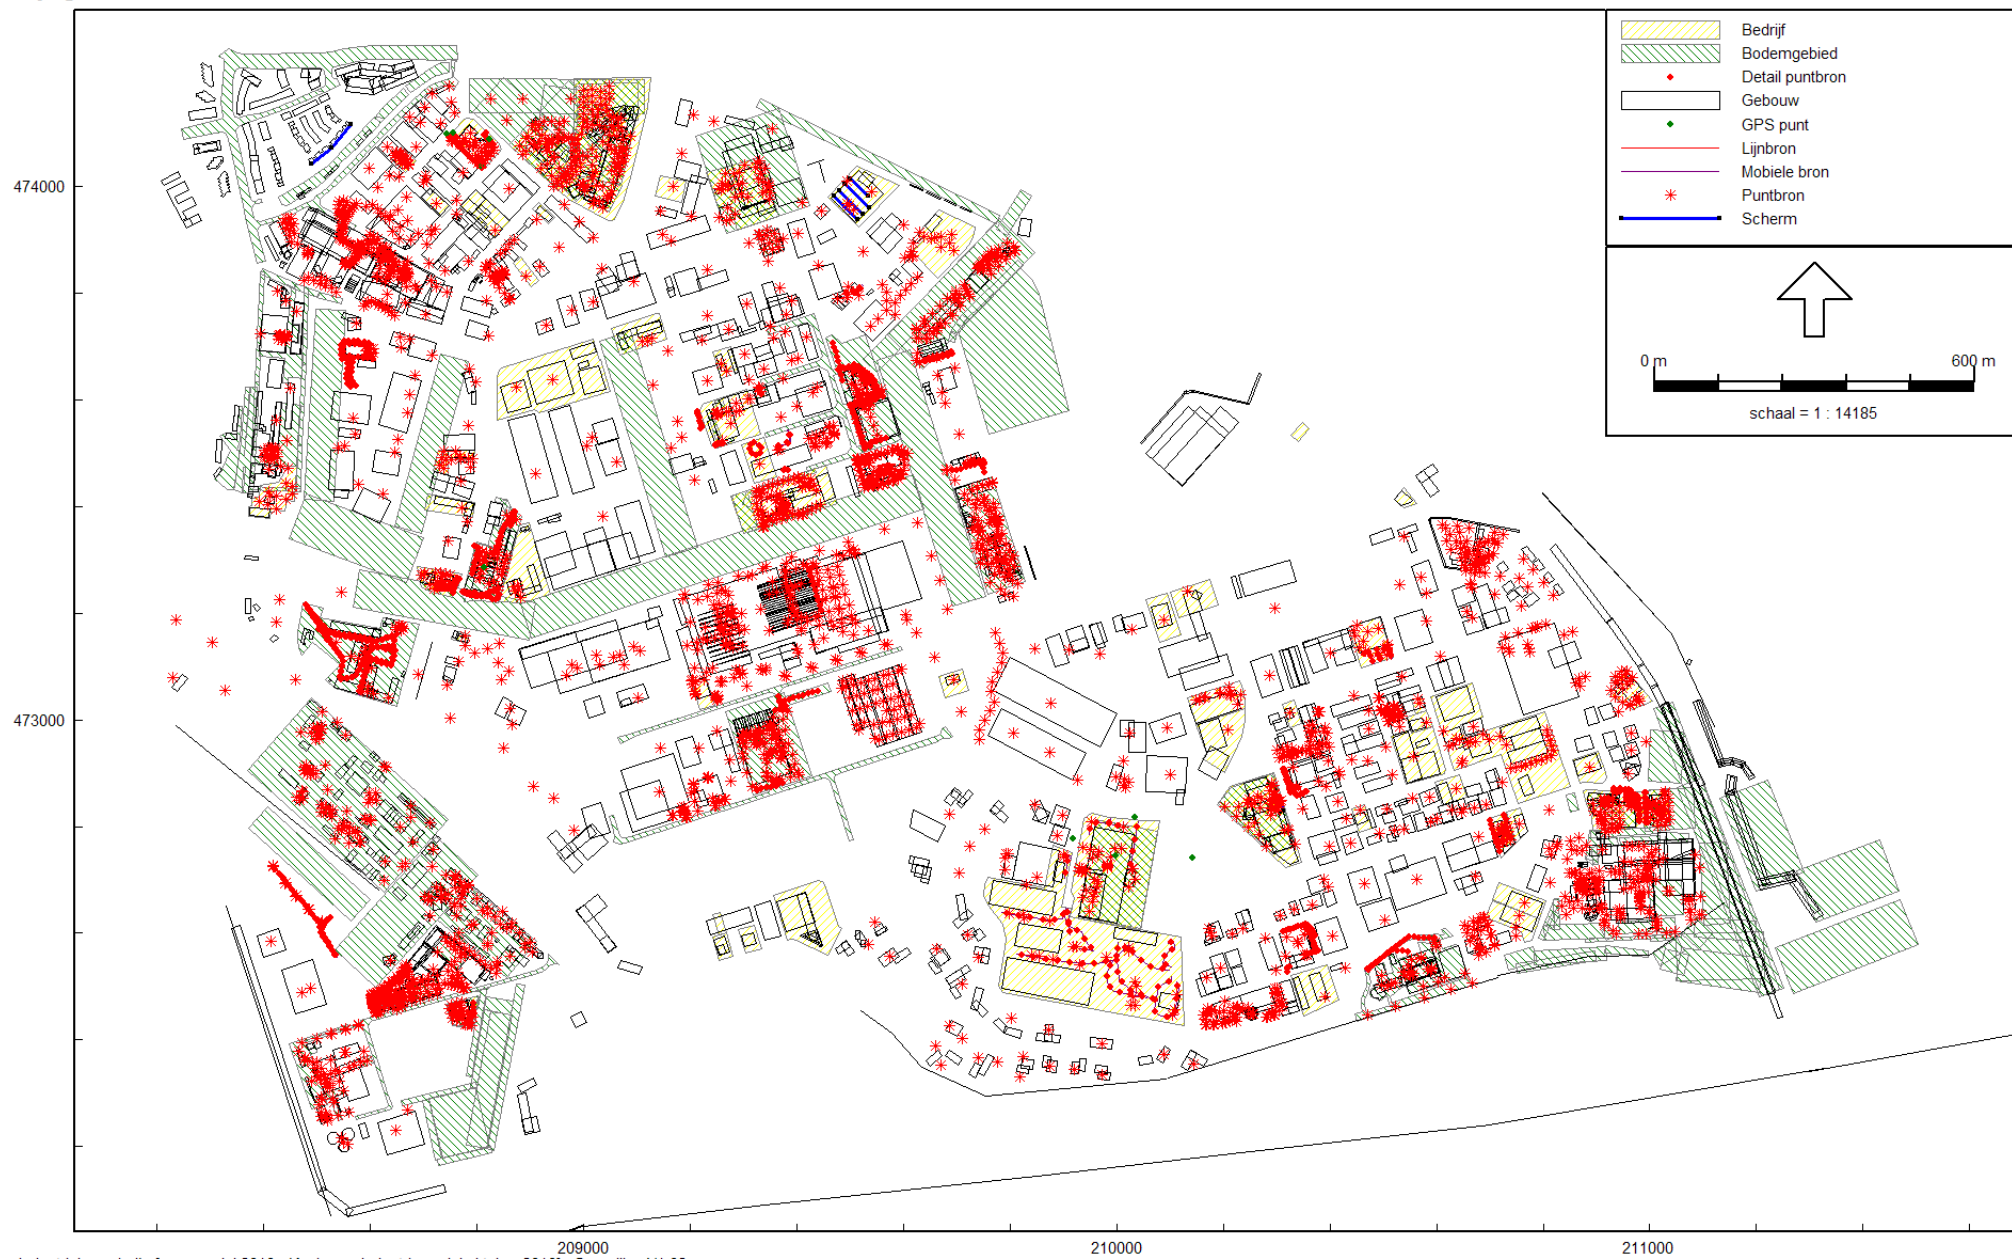 Bedrijf
Bodemgebied
Detail puntbron
Gebouw
GPS punt
Lijnbron
Mobiele bron
Puntbron
Scherm
0 m 600 m
schaal = 1 : 14185
474000
473000
209000 210000 211000